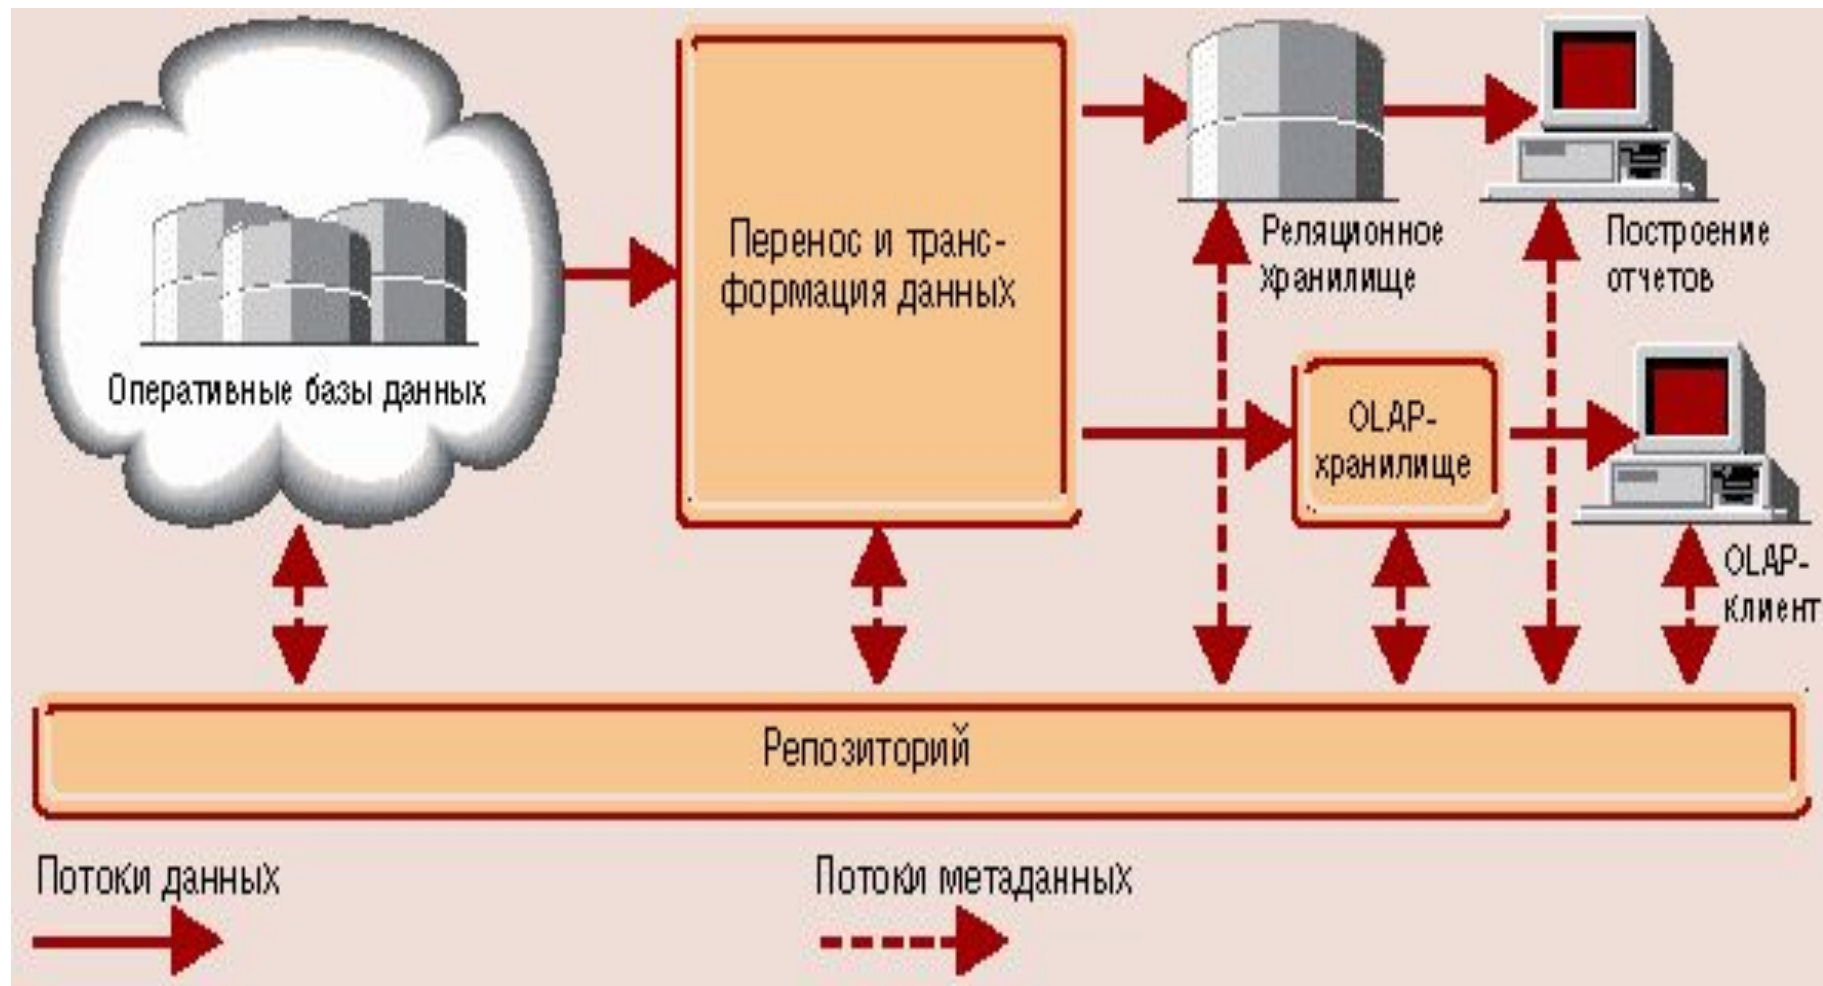 Оперативные базы данных
Перенос и транс-
формация данных
Реляционное
хранилище
Построение
отчетов
OLAP-
хранилище
OLAP-
клиент
Репозиторий
Потоки данных
Потоки метаданных